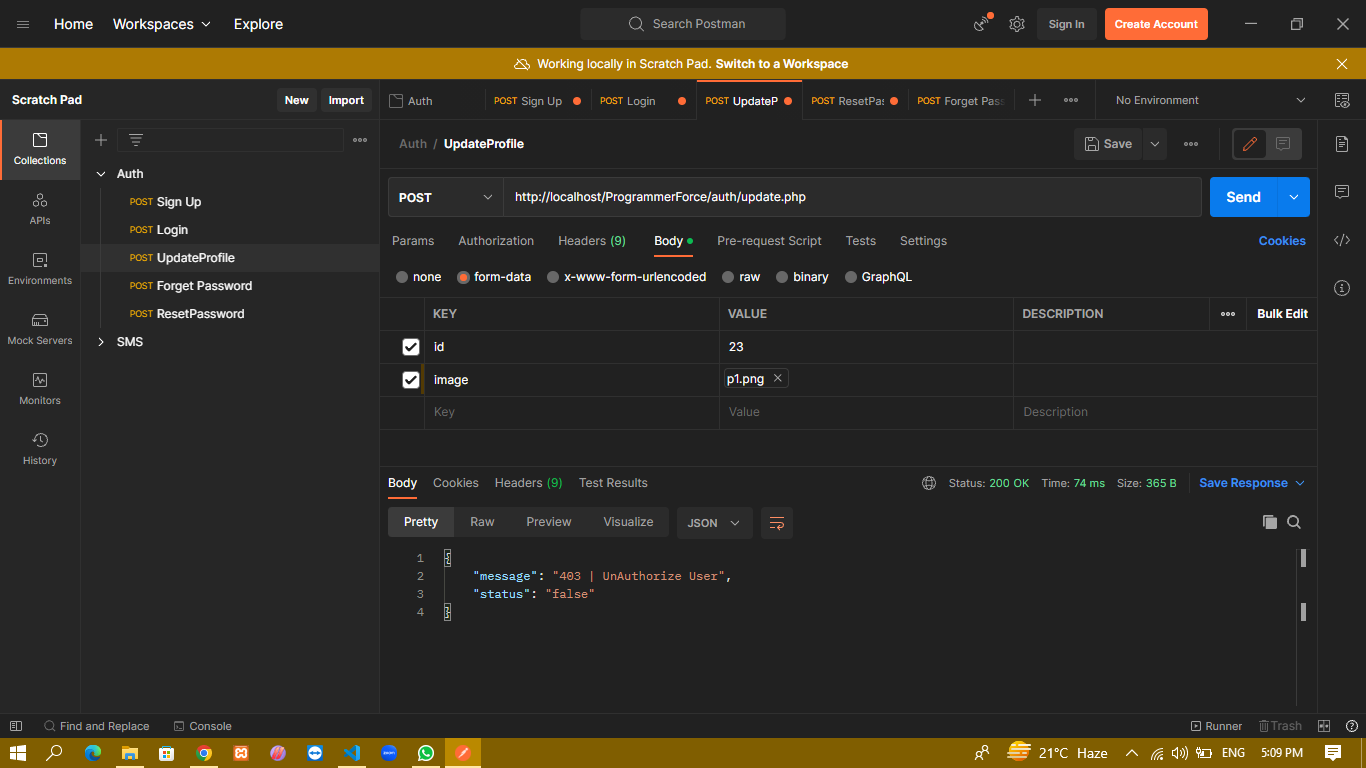 Home Workspaces Explore Search Postman Sign In Create Account
Working locally in Scratch Pad. Switch to a Workspace
Scratch Pad New Import
Auth POST Sign Up POST Login POST UpdateP POST ResetPas POST Forget Pass No Environment
Collections
APIs
Environments
Mock Servers
Monitors
History
Auth
POST Sign Up
POST Login
POST UpdateProfile
POST Forget Password
POST ResetPassword
SMS
Auth / UpdateProfile Save
POST http://localhost/ProgrammerForce/auth/update.php Send
Params Authorization Headers (9) Body Pre-request Script Tests Settings Cookies
none form-data x-www-form-urlencoded raw binary GraphQL
KEY VALUE DESCRIPTION Bulk Edit
id 23
image p1.png
Key Value Description
Body Cookies Headers (9) Test Results Status: 200 OK Time: 74 ms Size: 365 B Save Response
Pretty Raw Preview Visualize JSON
1 {
2 "message": "403 | UnAuthorize User",
3 "status": "false"
4 }
Find and Replace Console Runner Trash
zoom 21°C Haze ENG 5:09 PM